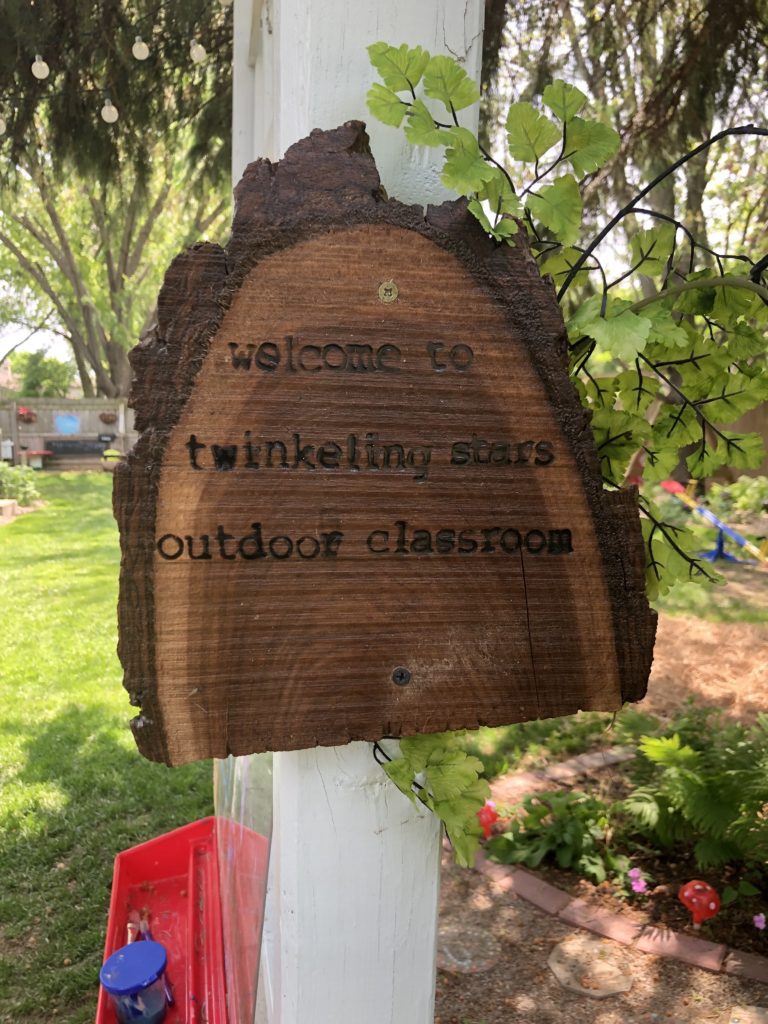 welcome to
twinkeling stars
outdoor classroom